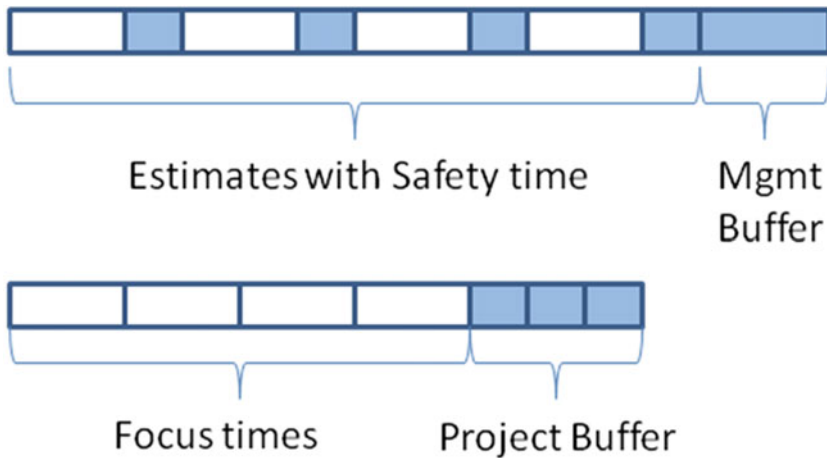 Estimates with Safety time
Mgmt
Buffer
Focus times
Project Buffer